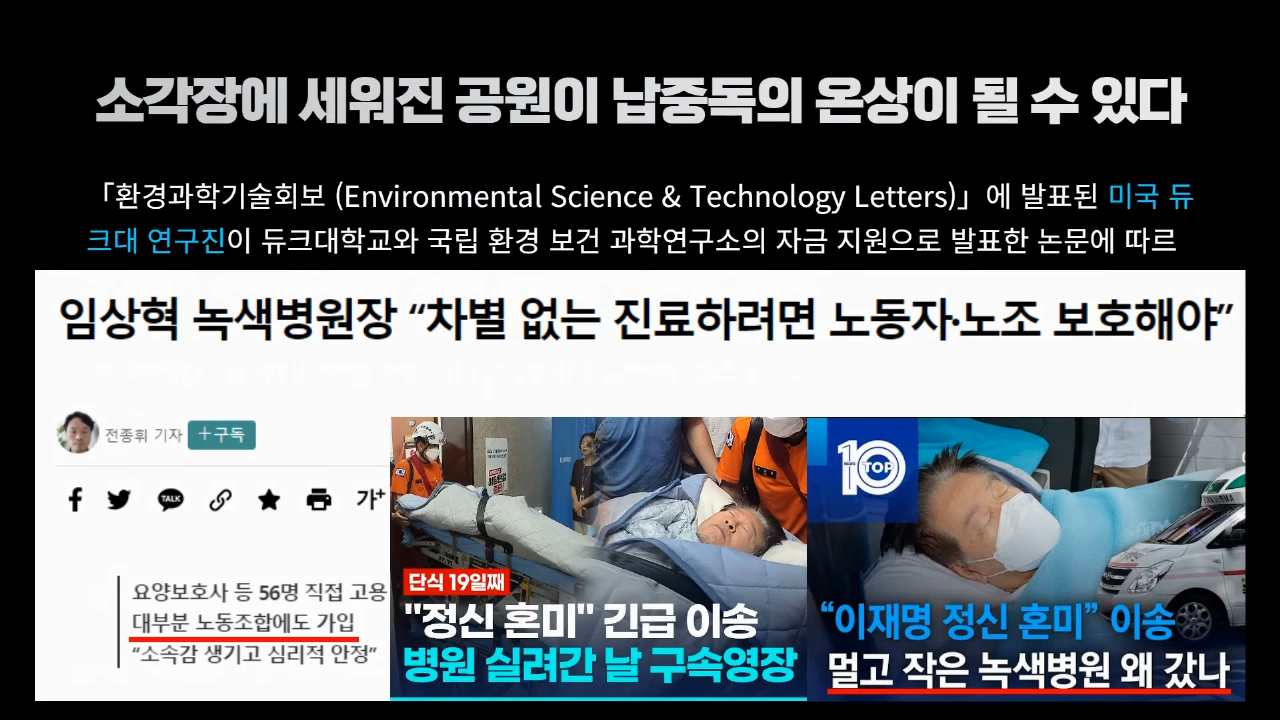 소각장에 세워진 공원이 납중독의 온상이 될 수 있다
「환경과학기술회보 (Environmental Science & Technology Letters)」에 발표된 미국 듀
크대 연구진이 듀크대학교와 국립 환경 보건 과학연구소의 자금 지원으로 발표한 논문에 따르
임상혁 녹색병원장 “차별 없는 진료하려면 노동자·노조 보호해야”
전종휘 기자 +구독
TALK 가+
요양보호사 등 56명 직접 고용
대부분 노동조합에도 가입
“소속감 생기고 심리적 안정”
단식 19일째
"정신 혼미" 긴급 이송
병원 실려간 날 구속영장
10
NEWS TOP
“이재명 정신 혼미” 이송
멀고 작은 녹색병원 왜 갔나